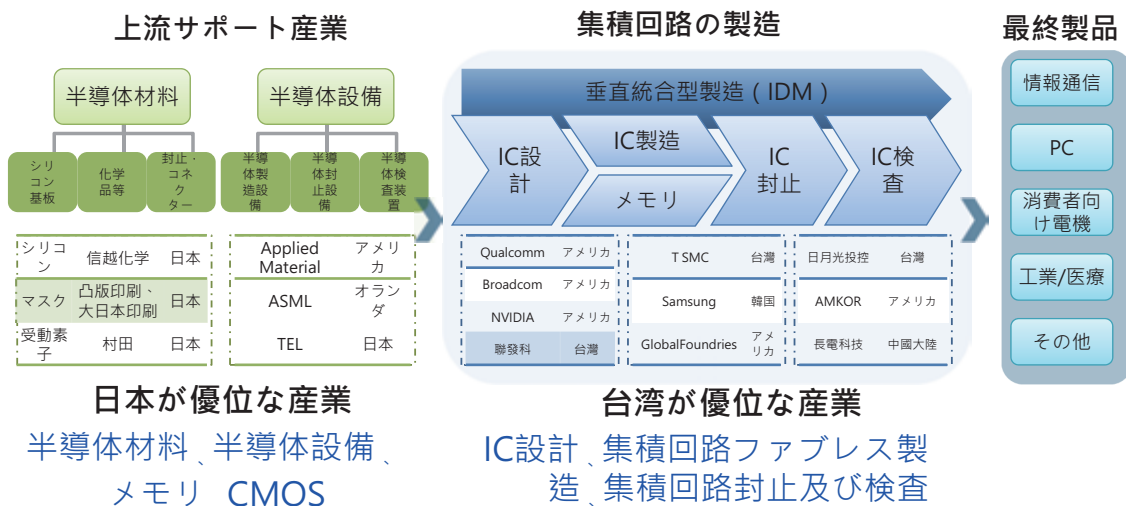 上流サポート産業
集積回路の製造
最終製品
半導体材料
半導体設備
シリ
コン
基板
化学
品等
封止・
コネ
ク
ター
半導
体製
造設
備
半導
体封
止設
備
半導
体検
査装
置
垂直統合型製造（IDM）
IC設
計
IC製造
メモリ
IC
封止
IC検
査
情報通信
PC
消費者向
け電機
工業/医療
その他
シリコ
ン
信越化学
日本
マスク
凸版印刷、
大日本印刷
日本
受動素
子
村田
日本
Applied
Material
アメリ
カ
ASML
オラン
ダ
TEL
日本
Qualcomm
アメリカ
Broadcom
アメリカ
NVIDIA
アメリカ
聯發科
台灣
T SMC
台灣
Samsung
韓国
GlobalFoundries
アメ
リカ
日月光投控
台灣
AMKOR
アメリカ
長電科技
中國大陸
日本が優位な産業
半導体材料、半導体設備、
メモリ CMOS
台湾が優位な産業
IC設計、集積回路ファブレス製
造、集積回路封止及び検査